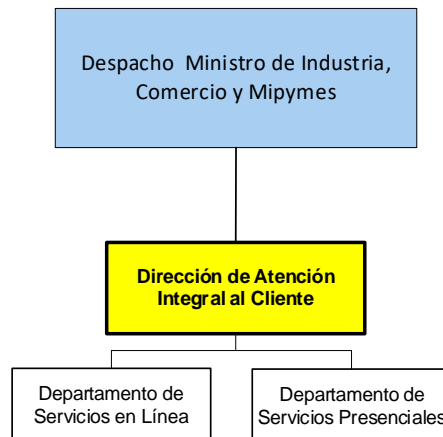 Despacho Ministro de Industria,
Comercio y Mipymes
Dirección de Atención
Integral al Cliente
Departamento de
Servicios en Línea
Departamento de
Servicios Presenciales